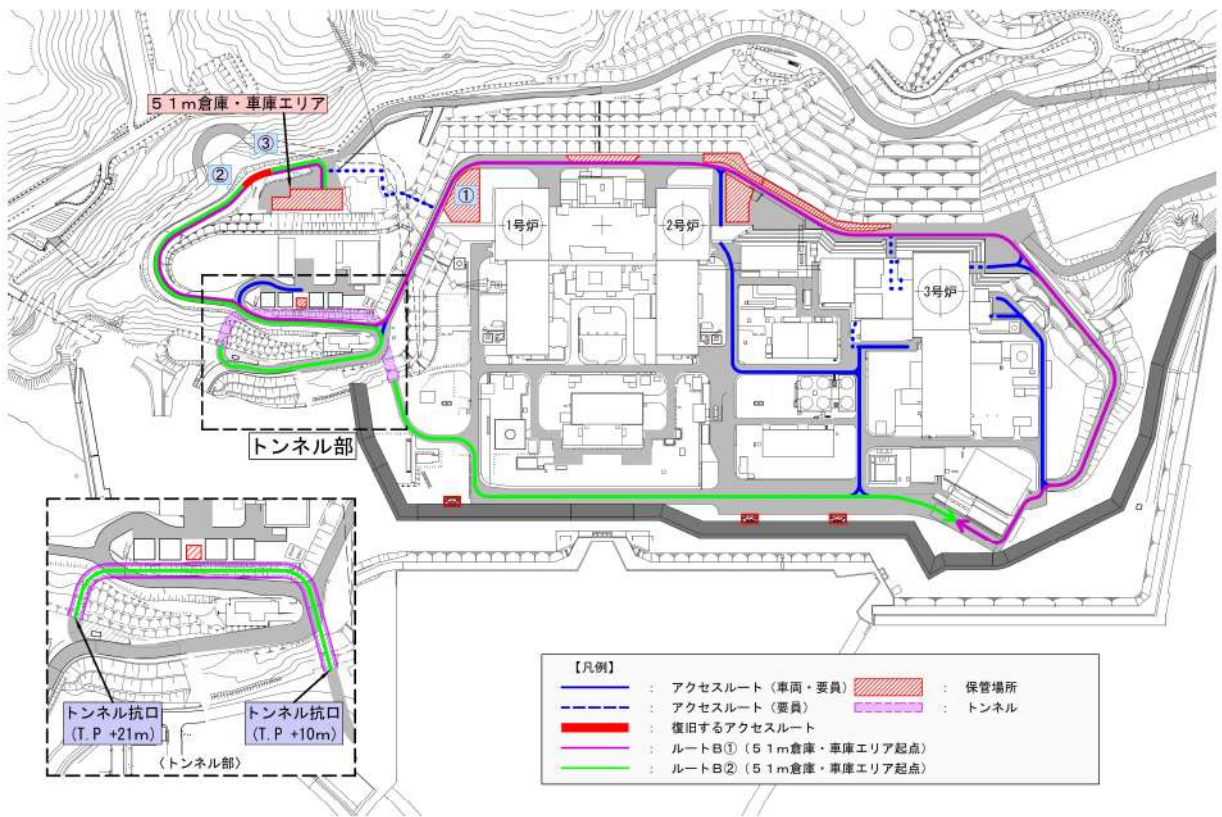 51m倉庫・車庫エリア
③
②
①
1号炉
2号炉
3号炉
トンネル部
トンネル抗口
(T.P +21m)
トンネル抗口
(T.P +10m)
〈トンネル部〉
【凡例】
: アクセスルート（車両・要員）
: 保管場所
: アクセスルート（要員）
: トンネル
: 復旧するアクセスルート
: ルートB①（51m倉庫・車庫エリア起点）
: ルートB②（51m倉庫・車庫エリア起点）